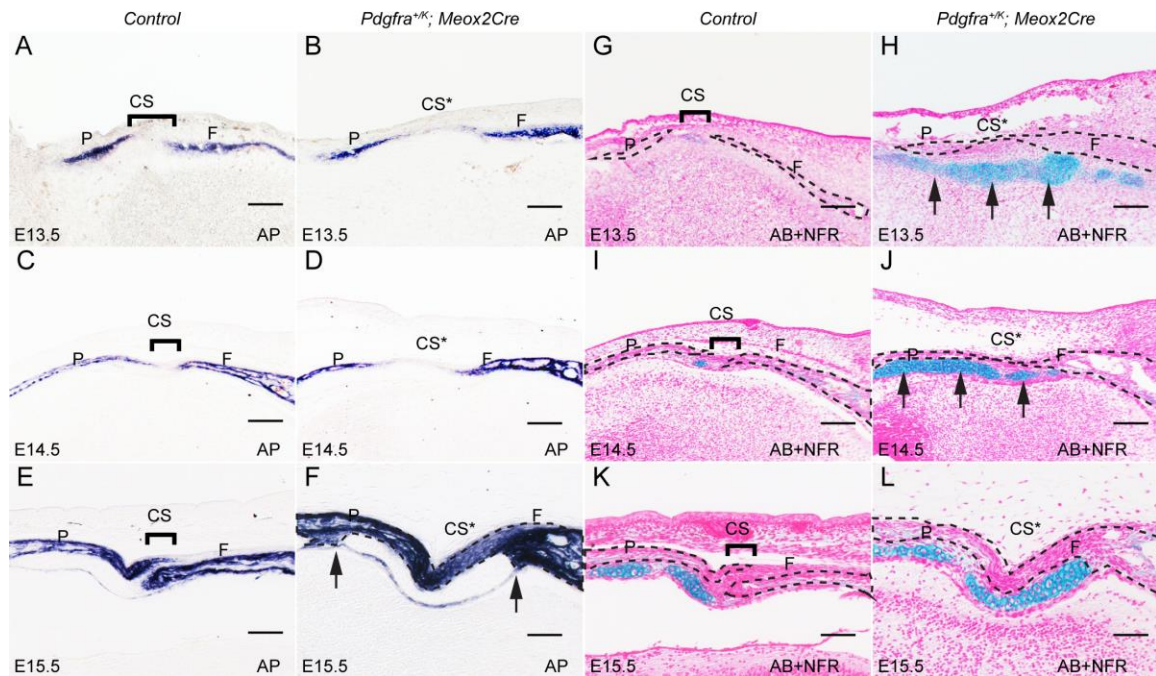 Control Pdgfra+/K; Meox2Cre Control Pdgfra+/K; Meox2Cre
A B G H
CS CS* CS CS*
P F P F P F P F
E13.5 AP AP E13.5 AB+NFR E13.5 AB+NFR
C D I J
CS CS* CS CS*
P F P F P F P F
E14.5 AP E14.5 AP E14.5 AB+NFR E14.5 AB+NFR
E F K L
CS CS* CS CS*
P F P F P F P F
E15.5 AP E15.5 AP E15.5 AB+NFR E15.5 AB+NFR